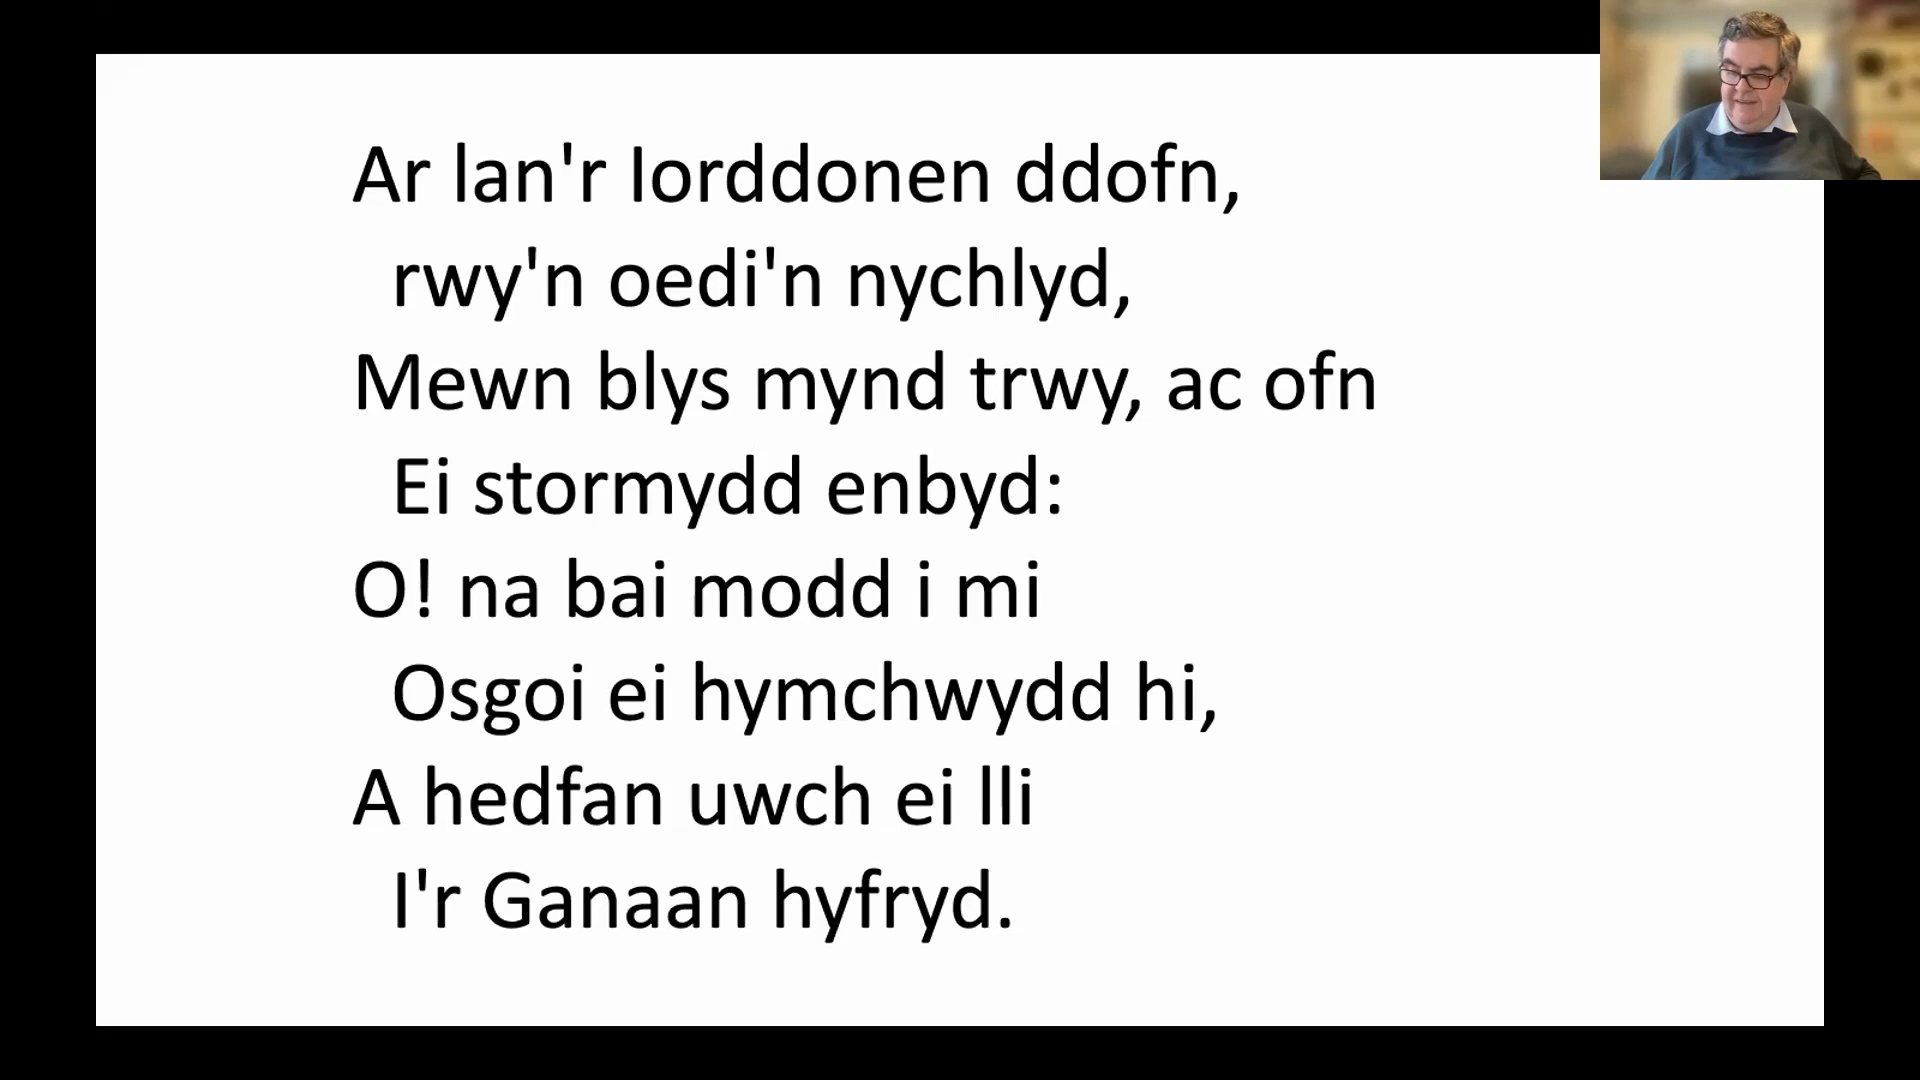 Ar lan'r Iorddonen ddofn,
rwy'n oedi'n nychlyd,
Mewn blys mynd trwy, ac ofn
Ei stormydd enbyd:
O! na bai modd i mi
Osgoi ei hymchwydd hi,
A hedfan uwch ei lli
I'r Ganaan hyfryd.